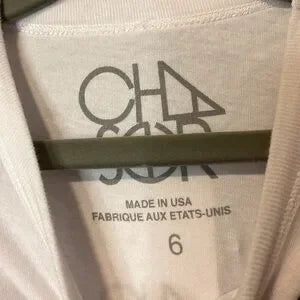 CHA
SER
MADE IN USA
FABRIQUE AUX ETATS-UNIS
6